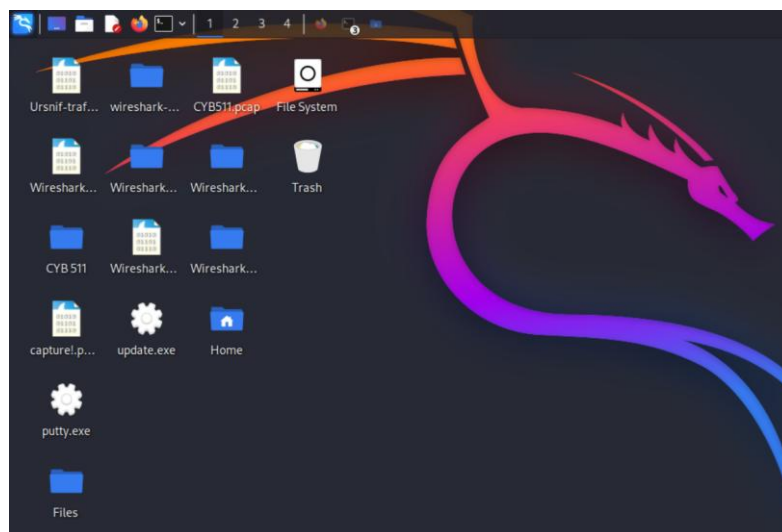 1 2 3 4 3
Ursnif-traf... wireshark-... CYB511.pcap File System
Wireshark... Wireshark... Wireshark... Trash
CYB 511 Wireshark... Wireshark...
capture!.p... update.exe Home
putty.exe
Files